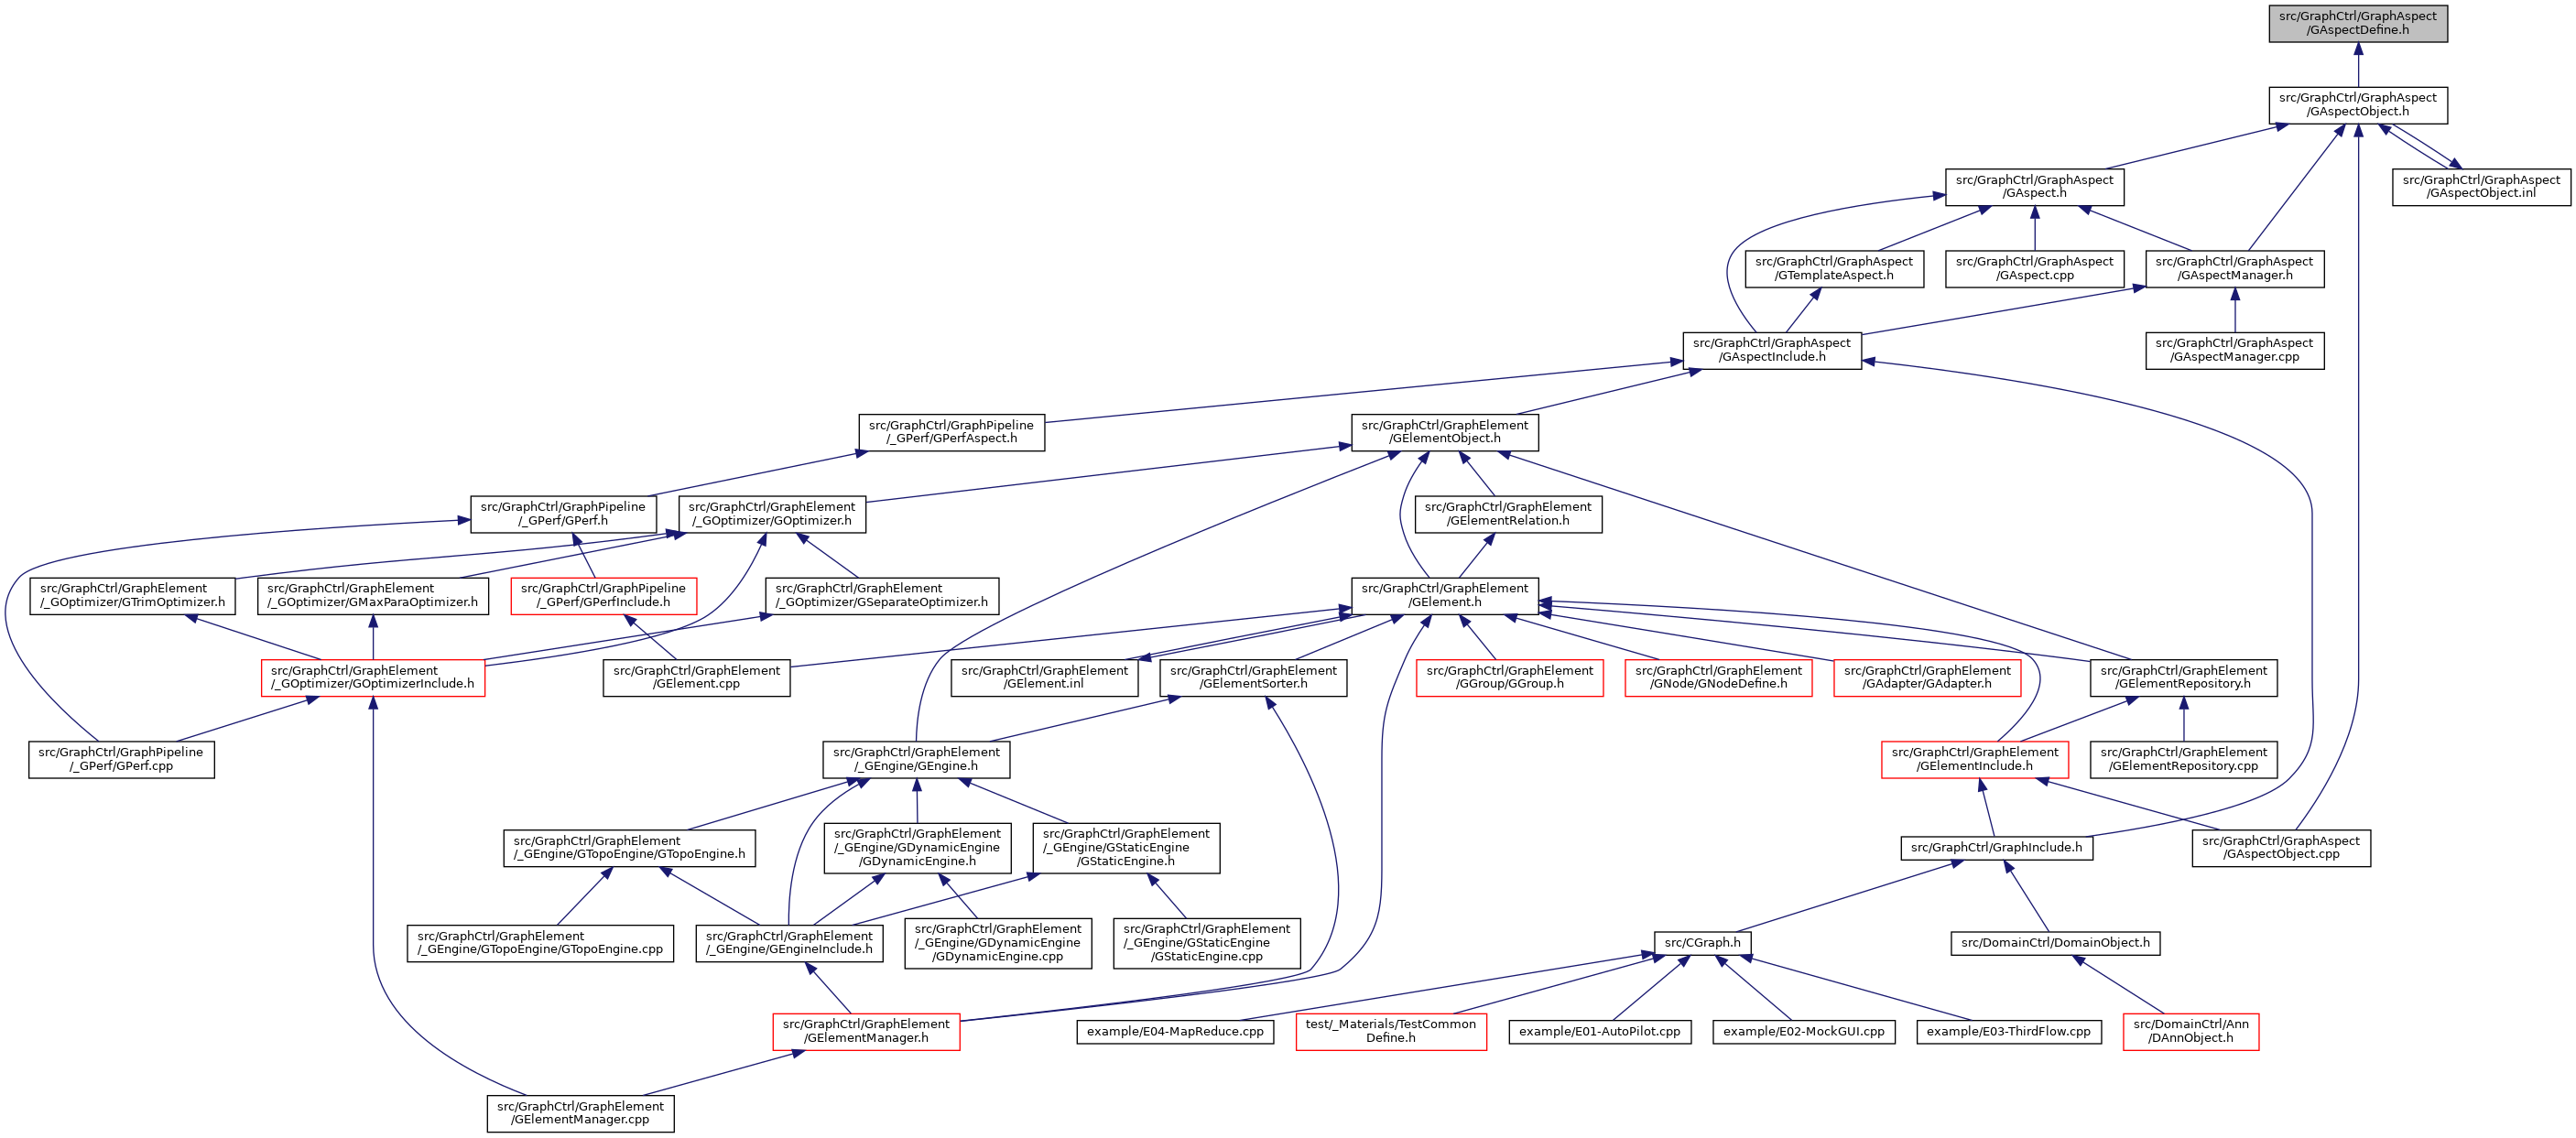 src/GraphCtrl/GraphAspect
/GAspectDefine.h
src/GraphCtrl/GraphAspect
/GAspectObject.h
src/GraphCtrl/GraphAspect
/GAspect.h
src/GraphCtrl/GraphAspect
/GAspectObject.inl
src/GraphCtrl/GraphAspect
/GTemplateAspect.h
src/GraphCtrl/GraphAspect
/GAspect.cpp
src/GraphCtrl/GraphAspect
/GAspectManager.h
src/GraphCtrl/GraphAspect
/GAspectInclude.h
src/GraphCtrl/GraphAspect
/GAspectManager.cpp
src/GraphCtrl/GraphPipeline
/_GPerf/GPerfAspect.h
src/GraphCtrl/GraphElement
/GElementObject.h
src/GraphCtrl/GraphPipeline
/_GPerf/GPerf.h
src/GraphCtrl/GraphElement
/_GOptimizer/GOptimizer.h
src/GraphCtrl/GraphElement
/GElementRelation.h
src/GraphCtrl/GraphElement
/_GOptimizer/GTrimOptimizer.h
src/GraphCtrl/GraphElement
/_GOptimizer/GMaxParaOptimizer.h
src/GraphCtrl/GraphPipeline
/_GPerf/GPerfInclude.h
src/GraphCtrl/GraphElement
/_GOptimizer/GSeparateOptimizer.h
src/GraphCtrl/GraphElement
/GElement.h
src/GraphCtrl/GraphElement
/_GOptimizer/GOptimizerInclude.h
src/GraphCtrl/GraphElement
/GElement.cpp
src/GraphCtrl/GraphElement
/GElement.inl
src/GraphCtrl/GraphElement
/GElementSorter.h
src/GraphCtrl/GraphElement
/GGroup/GGroup.h
src/GraphCtrl/GraphElement
/GNode/GNodeDefine.h
src/GraphCtrl/GraphElement
/GAdapter/GAdapter.h
src/GraphCtrl/GraphElement
/GElementRepository.h
src/GraphCtrl/GraphPipeline
/_GPerf/GPerf.cpp
src/GraphCtrl/GraphElement
/_GEngine/GEngine.h
src/GraphCtrl/GraphElement
/GElementInclude.h
src/GraphCtrl/GraphElement
/GElementRepository.cpp
src/GraphCtrl/GraphElement
/_GEngine/GTopoEngine/GTopoEngine.h
src/GraphCtrl/GraphElement
/_GEngine/GDynamicEngine
/GDynamicEngine.h
src/GraphCtrl/GraphElement
/_GEngine/GStaticEngine
/GStaticEngine.h
src/GraphCtrl/GraphInclude.h
src/GraphCtrl/GraphAspect
/GAspectObject.cpp
src/GraphCtrl/GraphElement
/_GEngine/GTopoEngine/GTopoEngine.cpp
src/GraphCtrl/GraphElement
/_GEngine/GEngineInclude.h
src/GraphCtrl/GraphElement
/_GEngine/GDynamicEngine
/GDynamicEngine.cpp
src/GraphCtrl/GraphElement
/_GEngine/GStaticEngine
/GStaticEngine.cpp
src/CGraph.h
src/DomainCtrl/DomainObject.h
src/GraphCtrl/GraphElement
/GElementManager.h
example/E04-MapReduce.cpp
test/_Materials/TestCommon
Define.h
example/E01-AutoPilot.cpp
example/E02-MockGUI.cpp
example/E03-ThirdFlow.cpp
src/DomainCtrl/Ann
/DAnnObject.h
src/GraphCtrl/GraphElement
/GElementManager.cpp